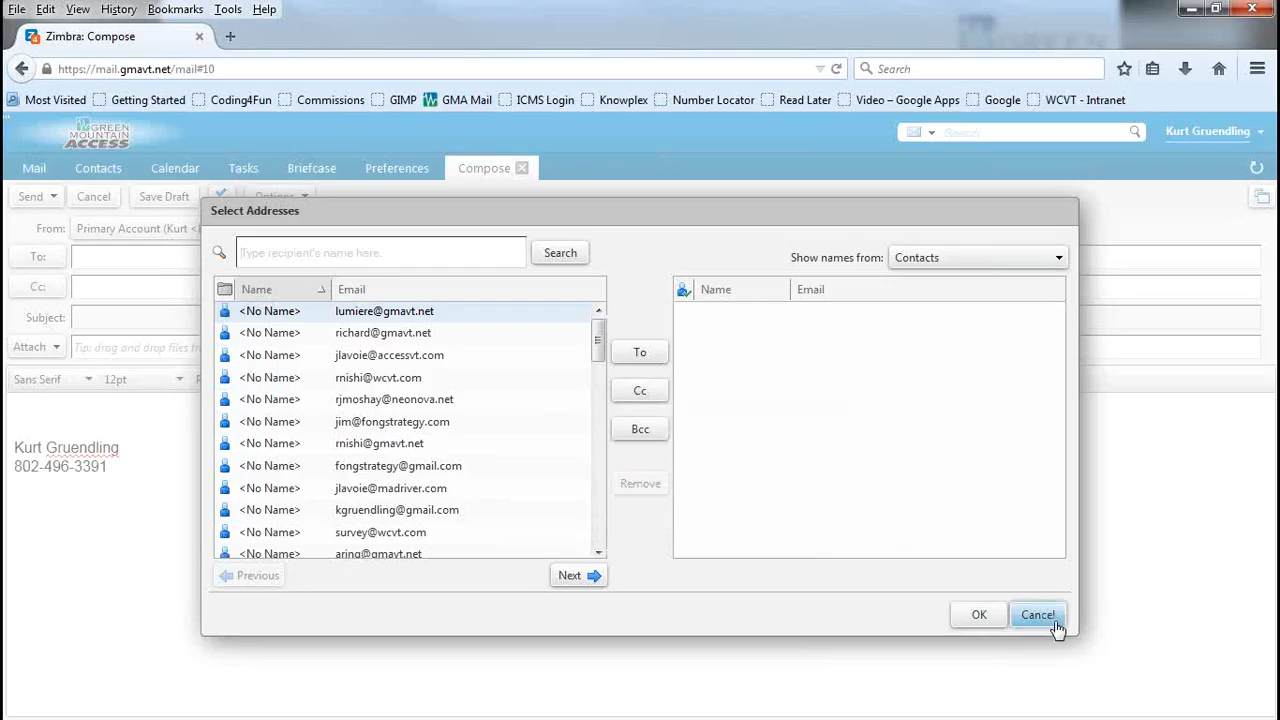 File Edit View History Bookmarks Tools Help
Zimbra: Compose
https://mail.gmavt.net/mail#10
Search
Most Visited Getting Started Coding4Fun Commissions GIMP GMA Mail ICMS Login Knowplex Number Locator Read Later Video – Google Apps Google WCVT - Intranet
GREEN MOUNTAIN ACCESS
Search
Kurt Gruendling
Mail Contacts Calendar Tasks Briefcase Preferences Compose
Send Cancel Save Draft Options
Select Addresses
From: Primary Account (Kurt <
To:
Cc:
Subject:
Attach Tip: drag and drop files from
Sans Serif 12pt
Kurt Gruendling
802-496-3391
Type recipient's name here.
Search
Show names from: Contacts
Name Email
<No Name> lumiere@gmavt.net
<No Name> richard@gmavt.net
<No Name> jlavoie@accessvt.com
<No Name> rnishi@wcvt.com
<No Name> rjmoshay@neonova.net
<No Name> jim@fongstrategy.com
<No Name> rnishi@gmavt.net
<No Name> fongstrategy@gmail.com
<No Name> jlavoie@madriver.com
<No Name> kgruendling@gmail.com
<No Name> survey@wcvt.com
<No Name> aring@gmavt.net
To
Cc
Bcc
Remove
Name Email
Previous
Next
OK
Cancel